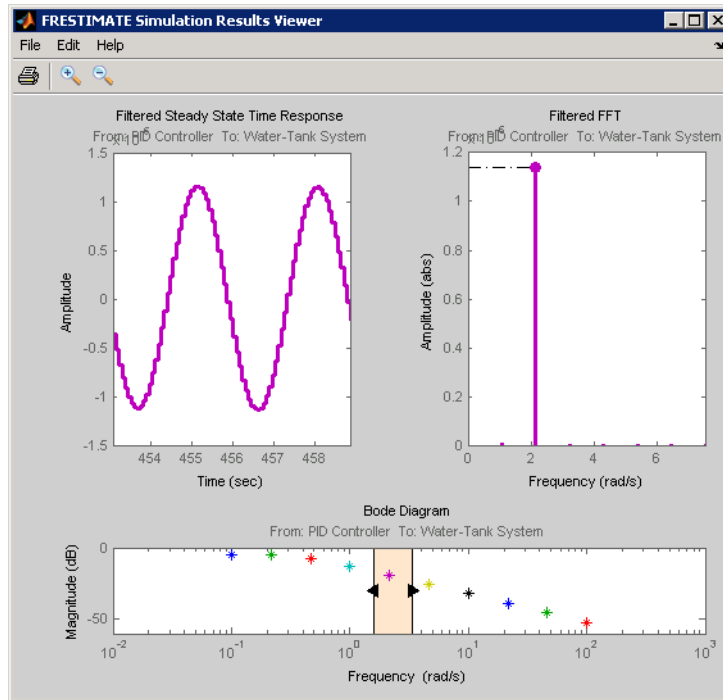 FRESTIMATE Simulation Results Viewer
File Edit Help
Filtered Steady State Time Response
From: PID Controller To: Water-Tank System
1.5
1
0.5
0
-0.5
-1
-1.5
454 455 456 457 458
Time (sec)
Amplitude
Filtered FFT
From: PID Controller To: Water-Tank System
1.2
1
0.8
0.6
0.4
0.2
0
0 2 4 6
Frequency (rad/s)
Amplitude (abs)
Bode Diagram
From: PID Controller To: Water-Tank System
0
-50
10^-2 10^-1 10^0 10^1 10^2 10^3
Frequency (rad/s)
Magnitude (dB)